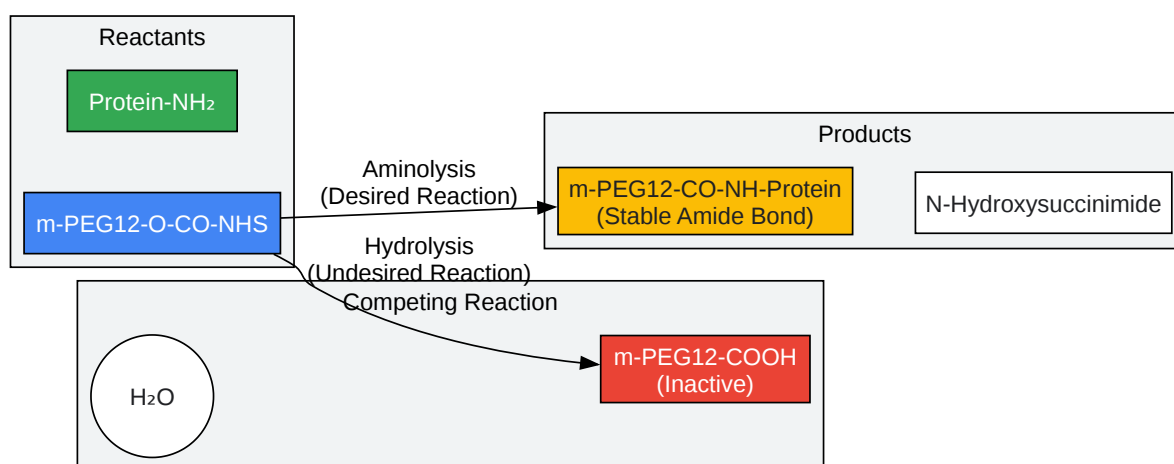 Reactants
Protein-NH₂
m-PEG12-O-CO-NHS
Aminolysis
(Desired Reaction)
Products
m-PEG12-CO-NH-Protein
(Stable Amide Bond)
N-Hydroxysuccinimide
Hydrolysis
(Undesired Reaction)
Competing Reaction
H₂O
m-PEG12-COOH
(Inactive)